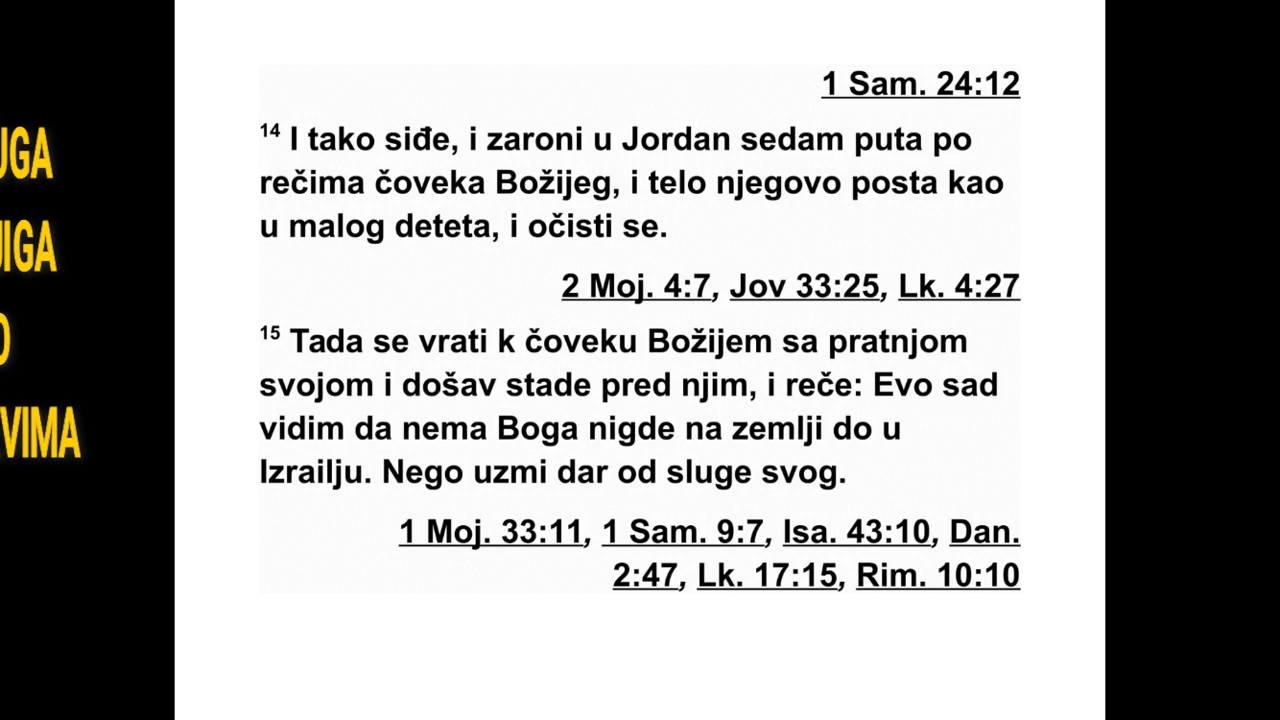 UGA
JIGA
O
VIMA
1 Sam. 24:12
14 I tako siđe, i zaroni u Jordan sedam puta po
rečima čoveka Božijeg, i telo njegovo posta kao
u malog deteta, i očisti se.
2 Moj. 4:7, Jov 33:25, Lk. 4:27
15 Tada se vrati k čoveku Božijem sa pratnjom
svojom i došav stade pred njim, i reče: Evo sad
vidim da nema Boga nigde na zemlji do u
Izrailju. Nego uzmi dar od sluge svog.
1 Moj. 33:11, 1 Sam. 9:7, Isa. 43:10, Dan.
2:47, Lk. 17:15, Rim. 10:10